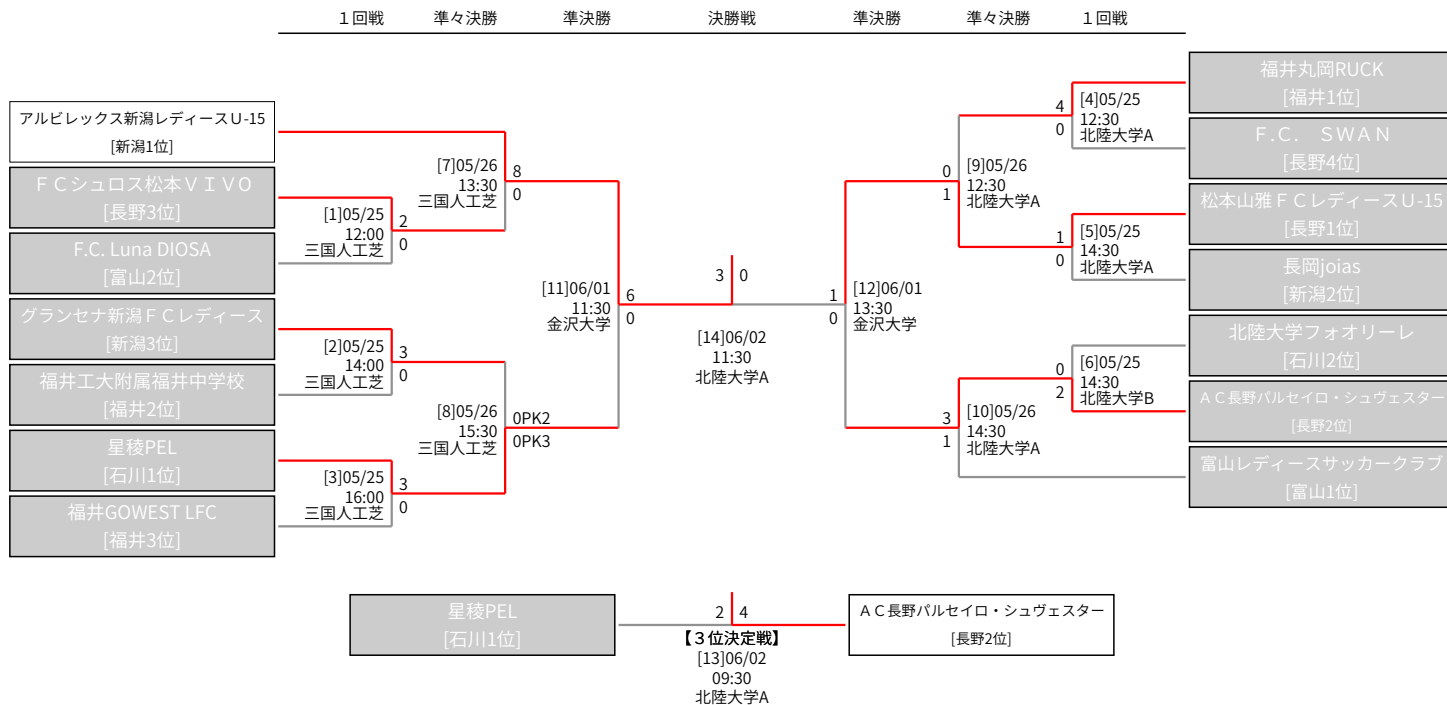 １回戦 準々決勝 準決勝 決勝戦 準決勝 準々決勝 １回戦
アルビレックス新潟レディースＵ-15
[新潟1位]
ＦＣシュロス松本ＶＩＶＯ
[長野3位]
F.C. Luna DIOSA
[富山2位]
グランセナ新潟ＦＣレディース
[新潟3位]
福井工大附属福井中学校
[福井2位]
星稜PEL
[石川1位]
福井GOWEST LFC
[福井3位]
[1]05/25
12:00
三国人工芝
2
0
[2]05/25
14:00
三国人工芝
3
0
[3]05/25
16:00
三国人工芝
3
0
[7]05/26
13:30
三国人工芝
8
0
[8]05/26
15:30
三国人工芝
0PK2
0PK3
[11]06/01
11:30
金沢大学
6
0
3 0
[14]06/02
11:30
北陸大学A
1
0
[12]06/01
13:30
金沢大学
0
1
[9]05/26
12:30
北陸大学A
3
1
[10]05/26
14:30
北陸大学A
4
0
[4]05/25
12:30
北陸大学A
1
0
[5]05/25
14:30
北陸大学A
0
2
[6]05/25
14:30
北陸大学B
福井丸岡RUCK
[福井1位]
Ｆ.Ｃ.　ＳＷＡＮ
[長野4位]
松本山雅ＦＣレディースＵ-15
[長野1位]
長岡joias
[新潟2位]
北陸大学フォオリーレ
[石川2位]
ＡＣ長野パルセイロ・シュヴェスター
[長野2位]
富山レディースサッカークラブ
[富山1位]
星稜PEL
[石川1位]
2 4
【３位決定戦】
[13]06/02
09:30
北陸大学A
ＡＣ長野パルセイロ・シュヴェスター
[長野2位]